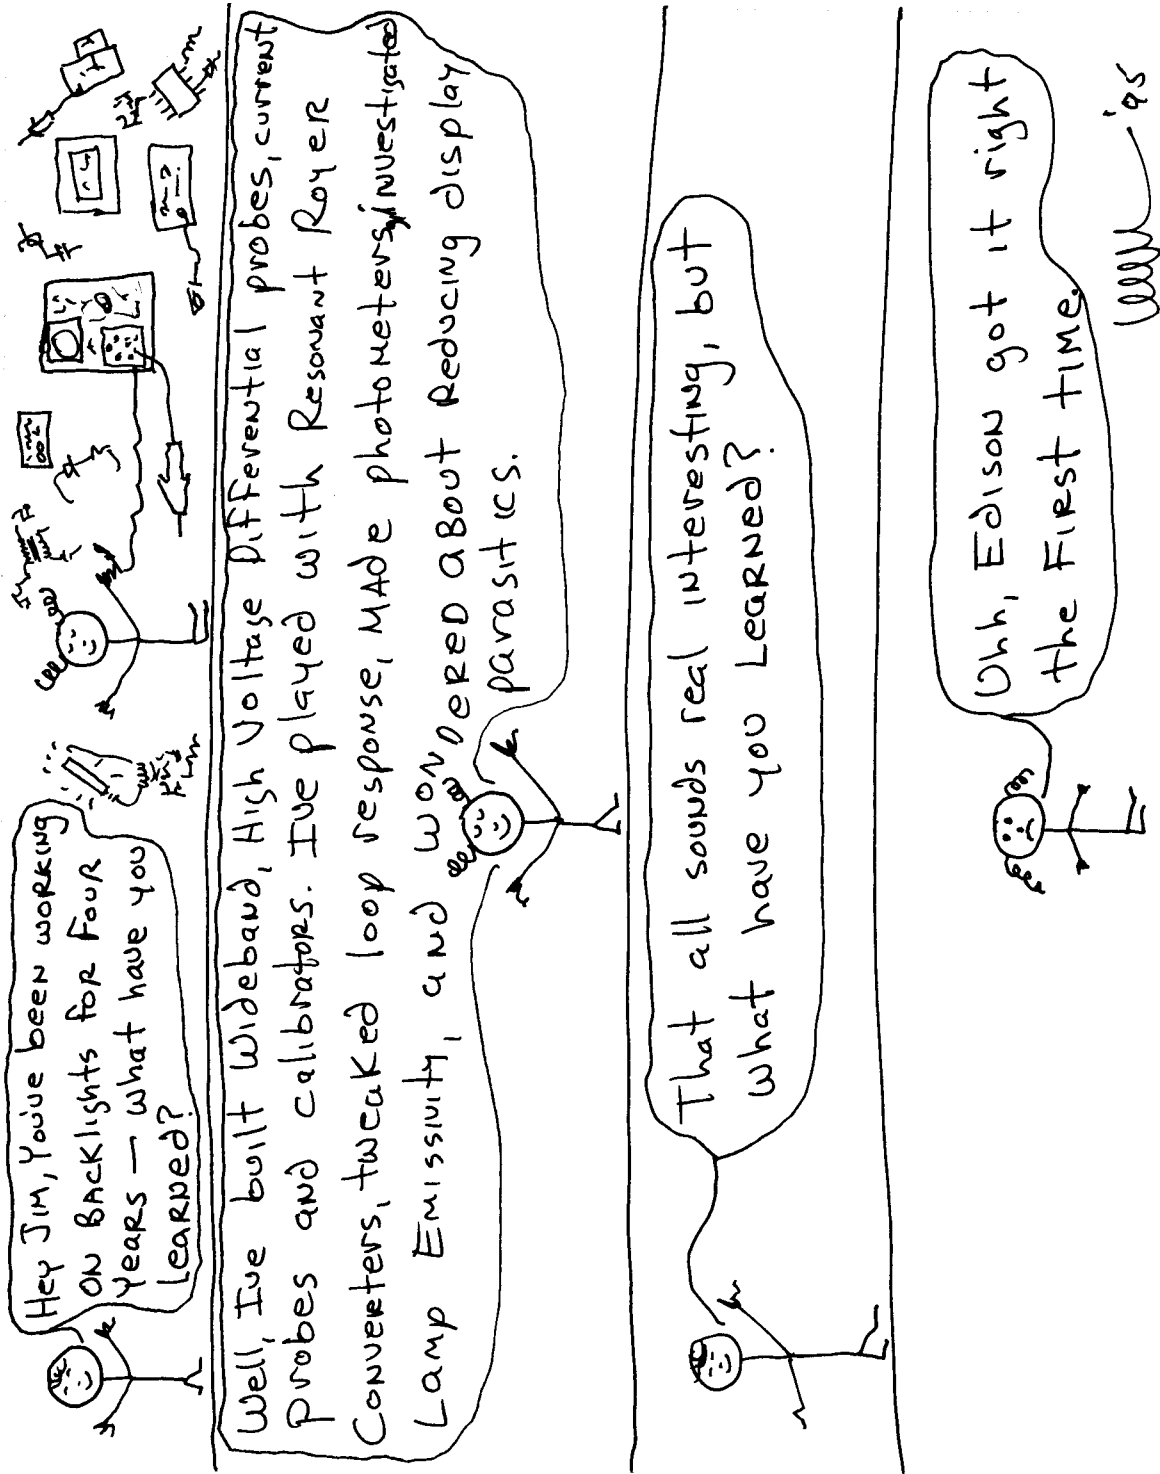 Hey Jim, You've been working
on Backlights for four
years — what have you
learned?
Well, I've built Wideband, High Voltage Differential probes, current
probes and calibrators. I've played with Resonant Royer
Converters, tweaked loop response, Made photometers, investigated
Lamp Emissivity, and wondered about Reducing display
parasitics.
That all sounds real interesting, but
what have you learned?
Uhh, Edison got it right
the First Time.
'95